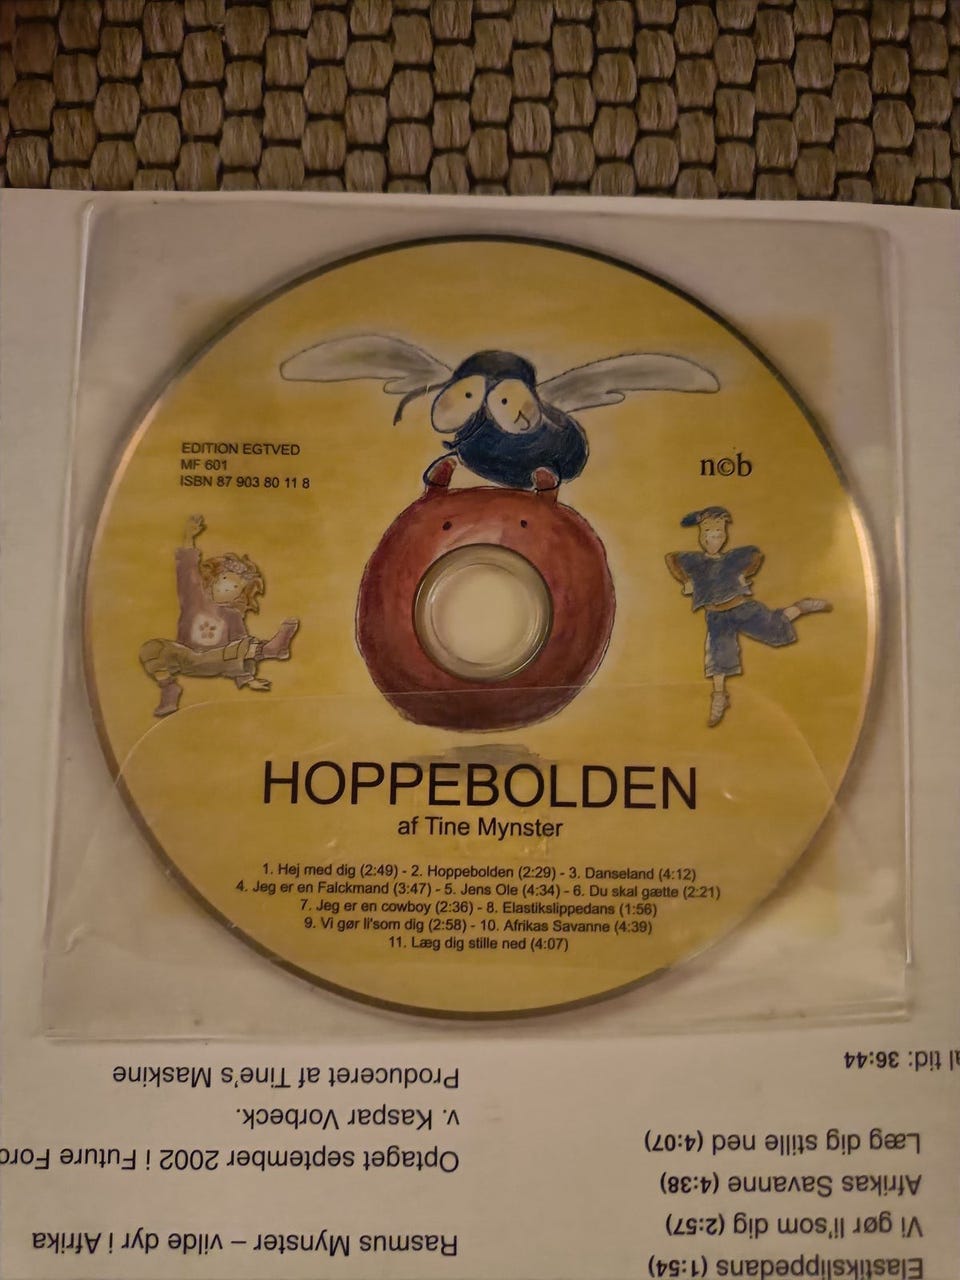 EDITION EGTVED
MF 601
ISBN 87 903 80 11 8
n©b
HOPPEBOLDEN
af Tine Mynster
1. Hej med dig (2:49) - 2. Hoppebolden (2:29) - 3. Danseland (4:12)
4. Jeg er en Falckmand (3:47) - 5. Jens Ole (4:34) - 6. Du skal gætte (2:21)
7. Jeg er en cowboy (2:36) - 8. Elastikslippedans (1:56)
9. Vi gør li'som dig (2:58) - 10. Afrikas Savanne (4:39)
11. Læg dig stille ned (4:07)
Elastikslippedans (1:54)
Vi gør li'som dig (2:57)
Afrikas Savanne (4:38)
Læg dig stille ned (4:07)
tid: 36:44
Rasmus Mynster – vilde dyr i Afrika
Optaget september 2002 i Future
v. Kaspar Vorbeck.
Produceret af Tine's Maskine